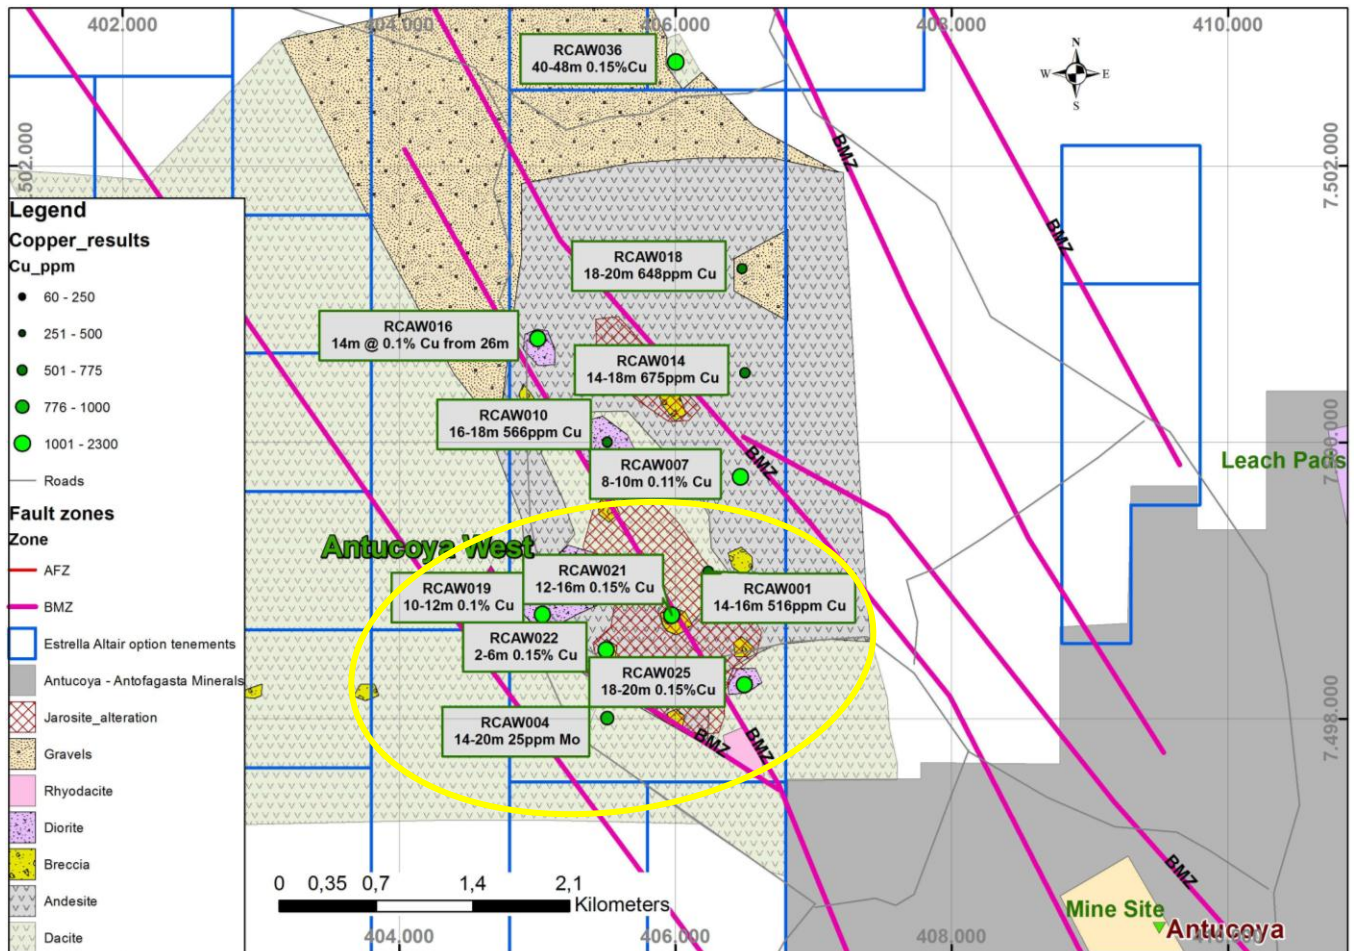 402.000
404.000
406.000
408.000
410.000
RCAW036
40-48m 0.15%Cu
N
W
E
S
BMZ
7.502.000
.502.000
BMZ
Legend
Copper_results
Cu_ppm
60 - 250
251 - 500
501 - 775
776 - 1000
1001 - 2300
Roads
Fault zones
Zone
AFZ
BMZ
Estrella Altair option tenements
Antucoya - Antofagasta Minerals
Jarosite_alteration
Gravels
Rhyodacite
Diorite
Breccia
Andesite
Dacite
RCAW018
18-20m 648ppm Cu
RCAW016
14m @ 0.1% Cu from 26m
RCAW014
14-18m 675ppm Cu
RCAW010
16-18m 566ppm Cu
BMZ
RCAW007
8-10m 0.11% Cu
Leach Pads
7.500.000
Antucoya West
RCAW021
12-16m 0.15% Cu
RCAW019
10-12m 0.1% Cu
RCAW001
14-16m 516ppm Cu
RCAW022
2-6m 0.15% Cu
RCAW025
18-20m 0.15%Cu
RCAW004
14-20m 25ppm Mo
BMZ
BMZ
7.498.000
BMZ
0 0,35 0,7 1,4 2,1
Kilometers
Mine Site
Antucoya
404.000
406.000
408.000